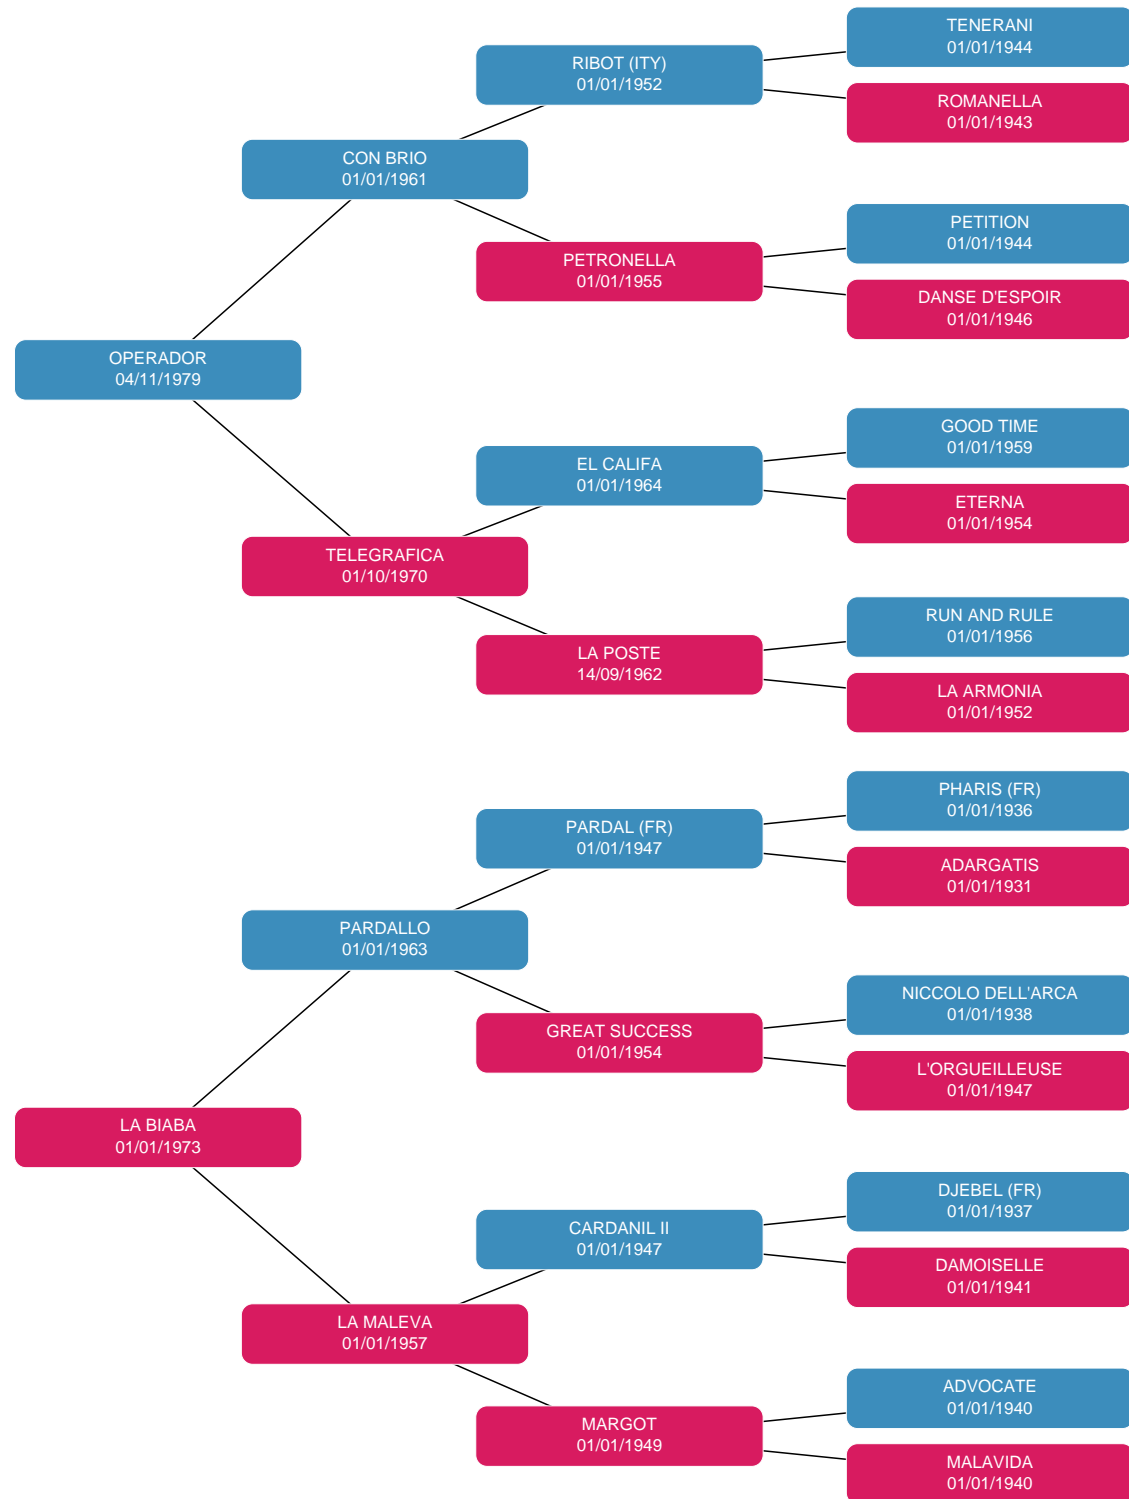 TENERANI
01/01/1944
RIBOT (ITY)
01/01/1952
ROMANELLA
01/01/1943
CON BRIO
01/01/1961
PETITION
01/01/1944
PETRONELLA
01/01/1955
DANSE D'ESPOIR
01/01/1946
OPERADOR
04/11/1979
GOOD TIME
01/01/1959
EL CALIFA
01/01/1964
ETERNA
01/01/1954
TELEGRAFICA
01/10/1970
RUN AND RULE
01/01/1956
LA POSTE
14/09/1962
LA ARMONIA
01/01/1952
PHARIS (FR)
01/01/1936
PARDAL (FR)
01/01/1947
ADARGATIS
01/01/1931
PARDALLO
01/01/1963
NICCOLO DELL'ARCA
01/01/1938
GREAT SUCCESS
01/01/1954
L'ORGUEILLEUSE
01/01/1947
LA BIABA
01/01/1973
DJEBEL (FR)
01/01/1937
CARDANIL II
01/01/1947
DAMOISELLE
01/01/1941
LA MALEVA
01/01/1957
ADVOCATE
01/01/1940
MARGOT
01/01/1949
MALAVIDA
01/01/1940